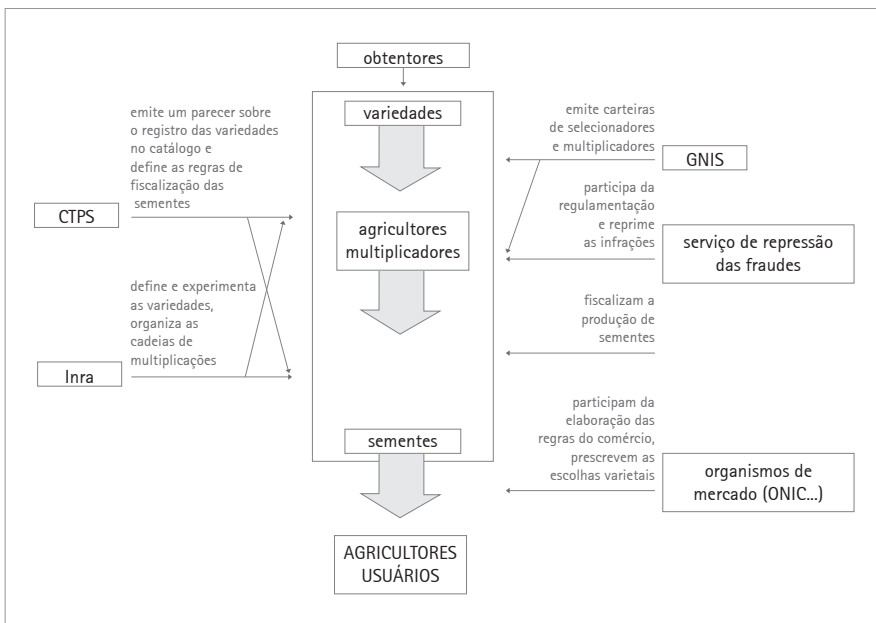 obtentores
variedades
agricultores
multiplicadores
sementes
AGRICULTORES
USUÁRIOS
emite um parecer sobre
o registro das variedades
no catálogo e
define as regras de
fiscalização das
sementes
CTPS
define e experimenta
as variedades,
organiza as
cadeias de
multiplicações
Inra
emite carteiras
de selecionadores
e multiplicadores
GNIS
participa da
regulamentação
e reprime
as infrações
serviço de repressão
das fraudes
fiscalizam a
produção de
sementes
participam da
elaboração das
regras do comércio,
prescrevem as
escolhas varietais
organismos de
mercado (ONIC...)